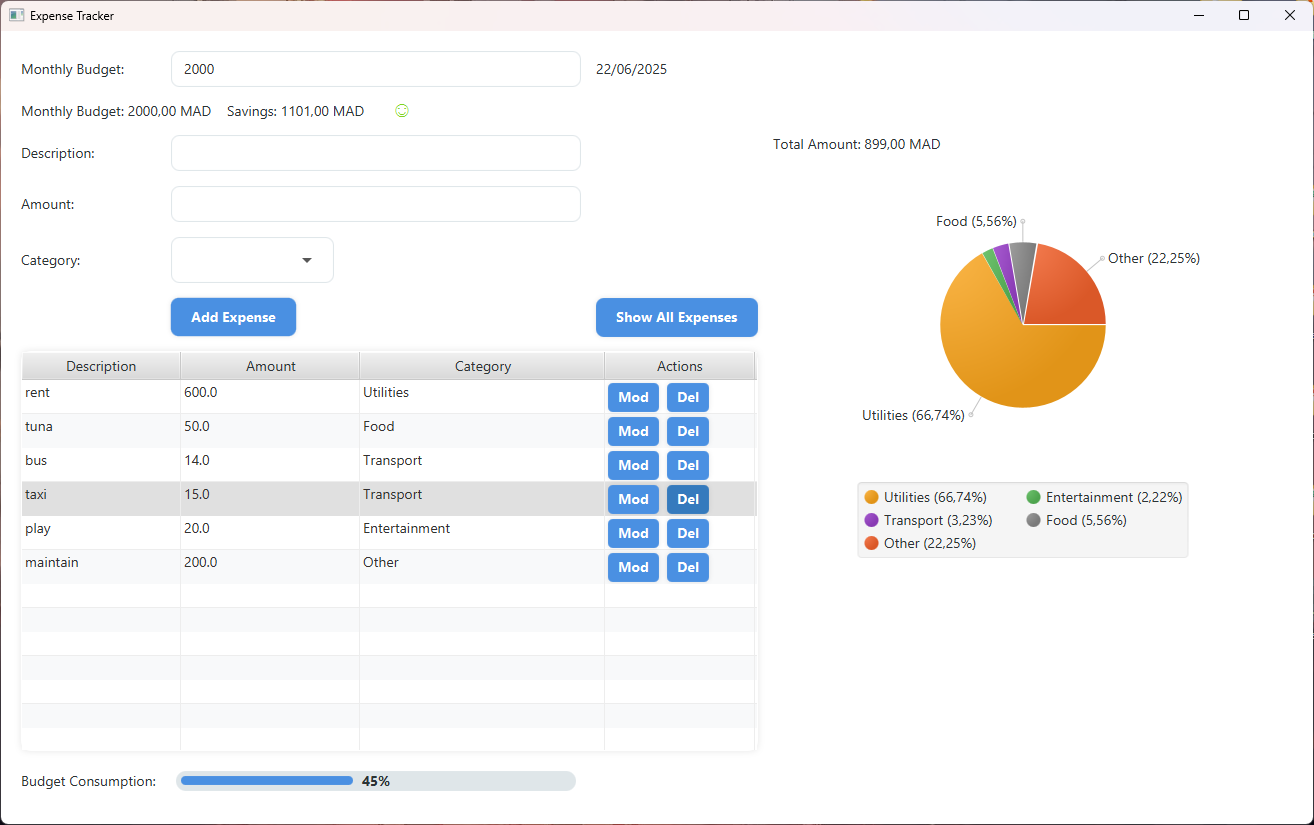 Expense Tracker
Monthly Budget: 2000 22/06/2025
Monthly Budget: 2000,00 MAD Savings: 1101,00 MAD
Description:
Total Amount: 899,00 MAD
Amount:
Category:
Add Expense Show All Expenses
Description Amount Category Actions
rent 600.0 Utilities Mod Del
tuna 50.0 Food Mod Del
bus 14.0 Transport Mod Del
taxi 15.0 Transport Mod Del
play 20.0 Entertainment Mod Del
maintain 200.0 Other Mod Del
Budget Consumption: 45%
Food (5,56%)
Other (22,25%)
Utilities (66,74%)
Utilities (66,74%) Entertainment (2,22%)
Transport (3,23%) Food (5,56%)
Other (22,25%)